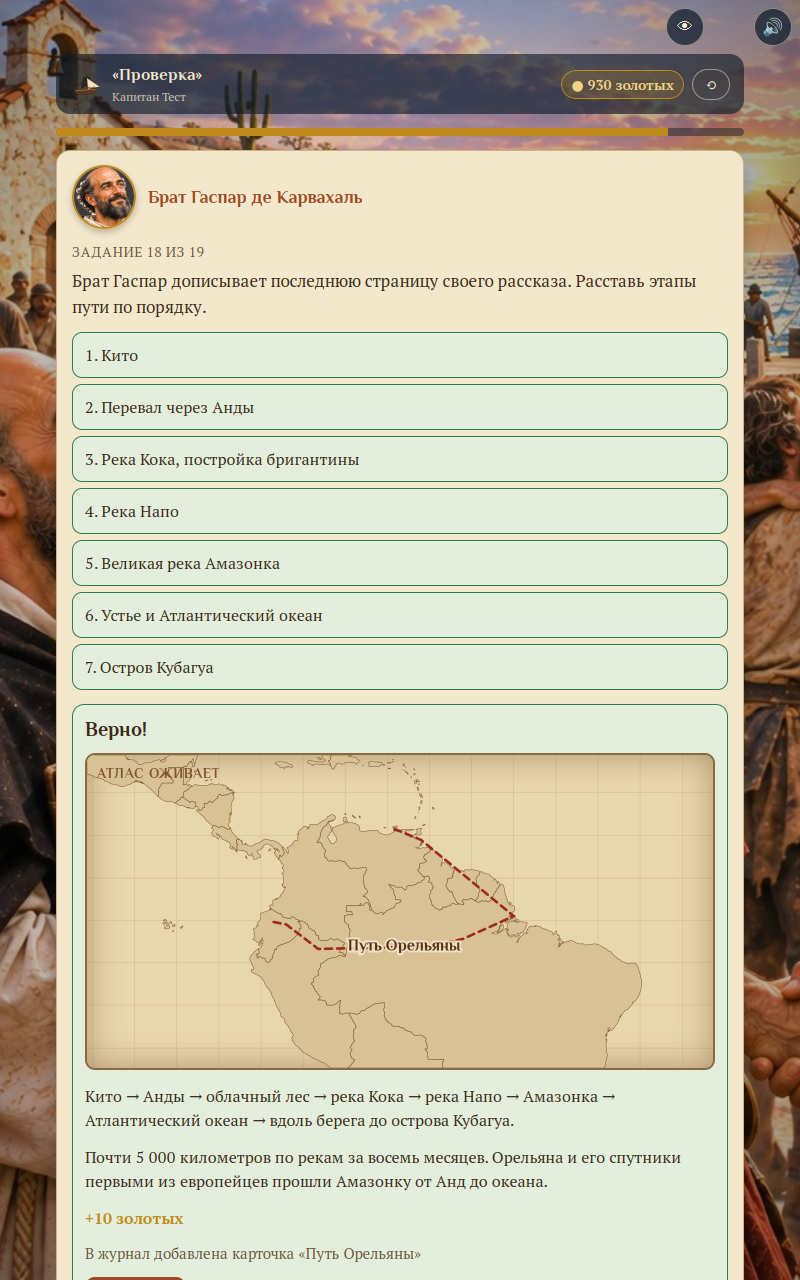 «Проверка»
Капитан Тест
930 золотых
Брат Гаспар де Карвахаль
ЗАДАНИЕ 18 ИЗ 19
Брат Гаспар дописывает последнюю страницу своего рассказа. Расставь этапы
пути по порядку.
1. Кито
2. Перевал через Анды
3. Река Кока, постройка бригантины
4. Река Напо
5. Великая река Амазонка
6. Устье и Атлантический океан
7. Остров Кубагуа
Верно!
АТЛАС ОЖИВАЕТ
Путь Орельяны
Кито → Анды → облачный лес → река Кока → река Напо → Амазонка →
Атлантический океан → вдоль берега до острова Кубагуа.
Почти 5 000 километров по рекам за восемь месяцев. Орельяна и его спутники
первыми из европейцев прошли Амазонку от Анд до океана.
+10 золотых
В журнал добавлена карточка «Путь Орельяны»